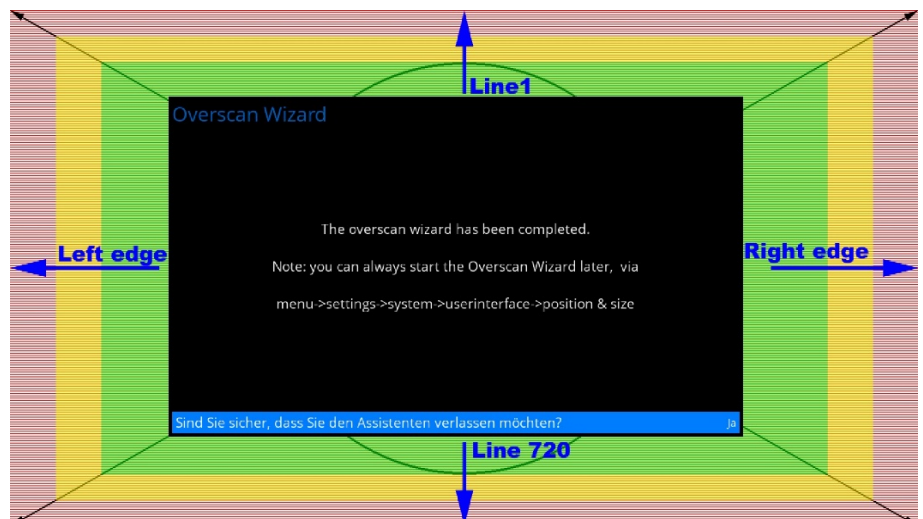 Line1
Overscan Wizard
The overscan wizard has been completed.
Left edge
Right edge
Note: you can always start the Overscan Wizard later, via
menu->settings->system->userinterface->position & size
Sind Sie sicher, dass Sie den Assistenten verlassen möchten? Ja
Line 720